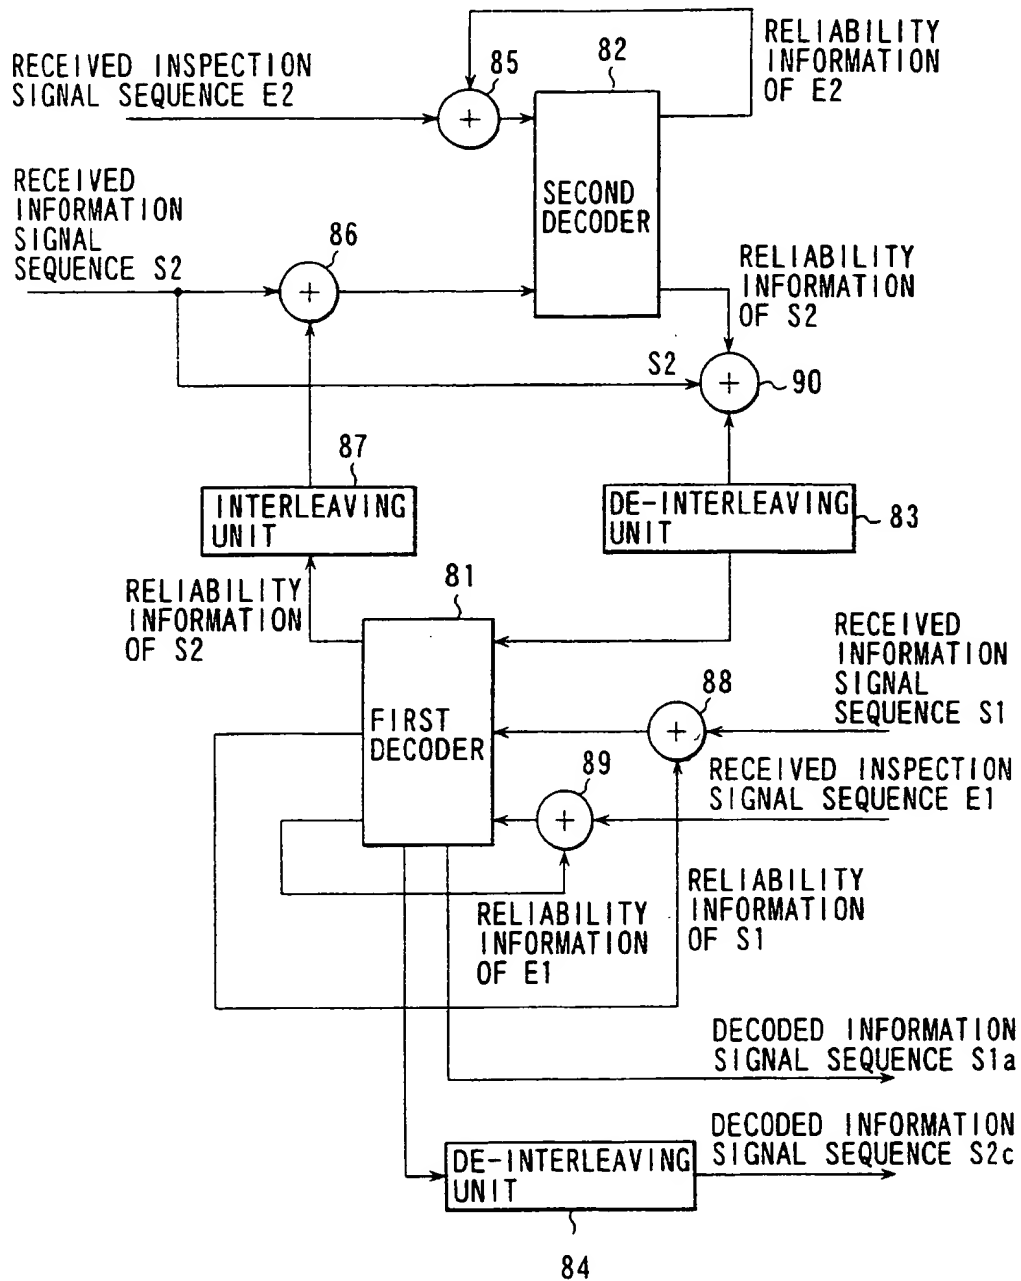 RECEIVED INSPECTION
SIGNAL SEQUENCE E2
85
82
RELIABILITY
INFORMATION
OF E2
+
SECOND
DECODER
RECEIVED
INFORMATION
SIGNAL
SEQUENCE S2
86
+
RELIABILITY
INFORMATION
OF S2
S2
+
90
87
INTERLEAVING
UNIT
DE-INTERLEAVING
UNIT
83
RELIABILITY
INFORMATION
OF S2
81
FIRST
DECODER
RECEIVED
INFORMATION
SIGNAL
SEQUENCE S1
88
+
89
+
RECEIVED INSPECTION
SIGNAL SEQUENCE E1
RELIABILITY
INFORMATION
OF E1
RELIABILITY
INFORMATION
OF S1
DECODED INFORMATION
SIGNAL SEQUENCE S1a
DECODED INFORMATION
SIGNAL SEQUENCE S2c
DE-INTERLEAVING
UNIT
84